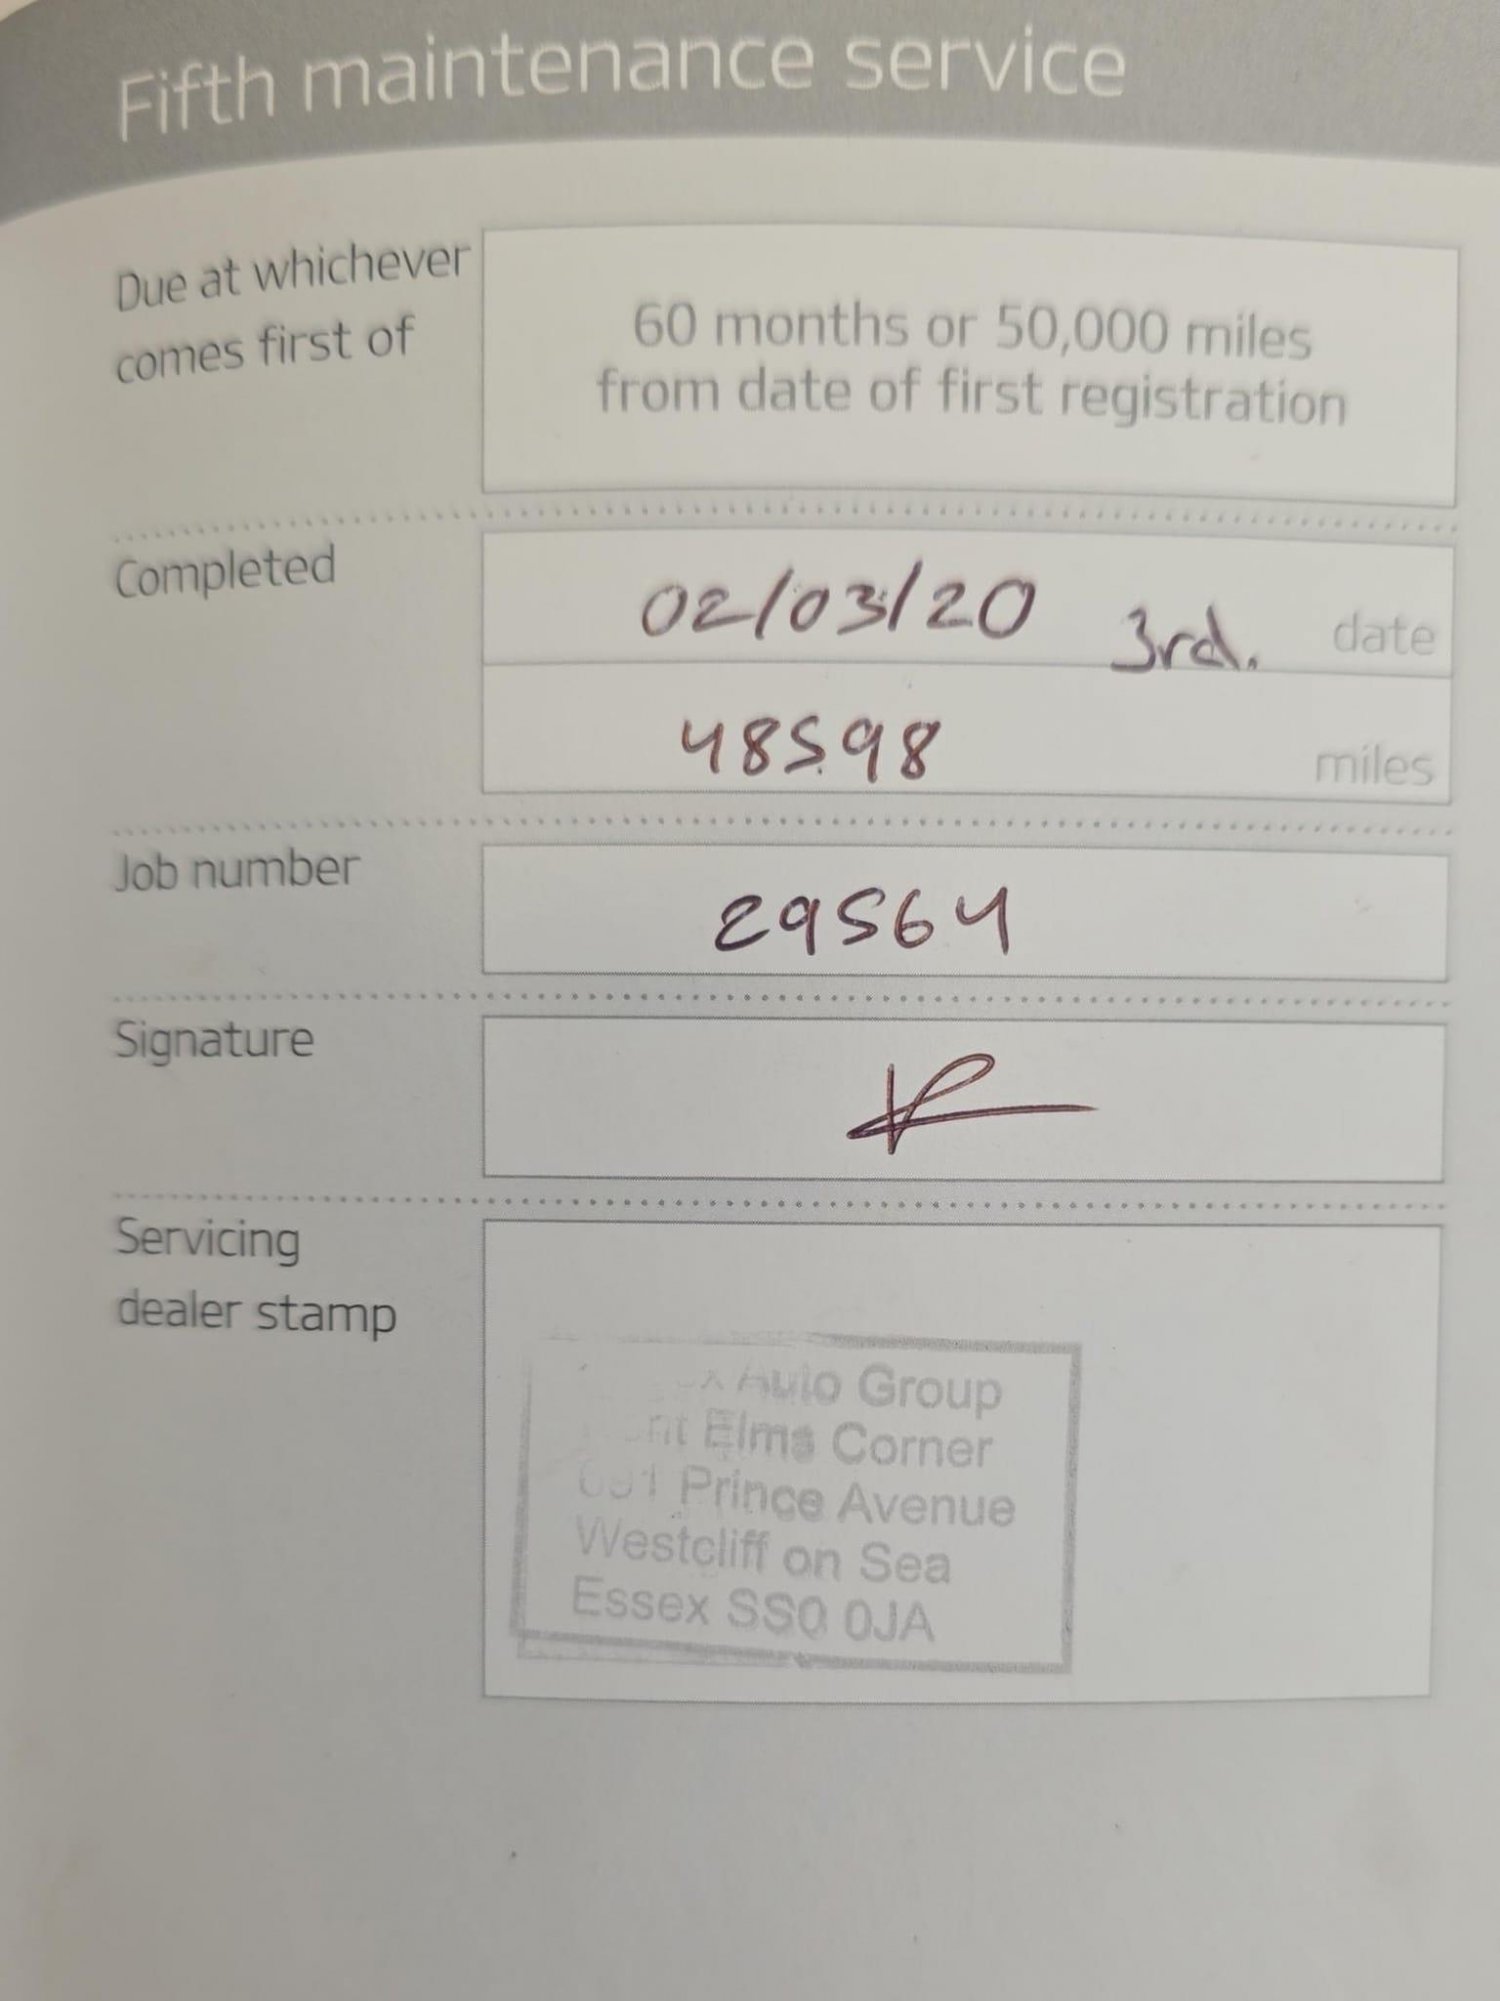 Fifth maintenance service
Due at whichever
comes first of
60 months or 50,000 miles
from date of first registration
Completed
02/03/20 3rd. date
48598 miles
Job number
29564
Signature
Servicing
dealer stamp
Auto Group
Elms Corner
Prince Avenue
Westcliff on Sea
Essex SS0 0JA